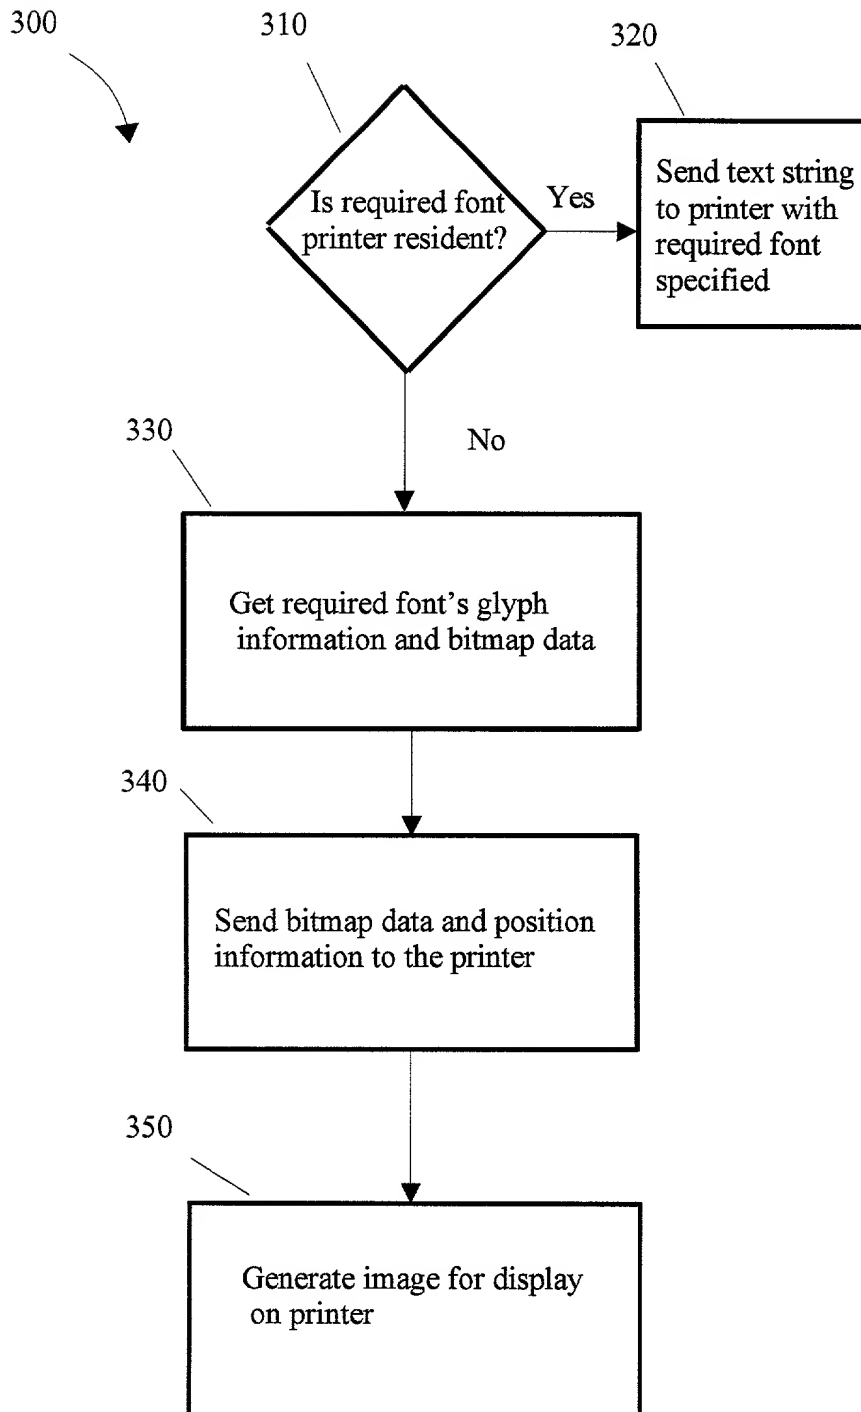 300
310
320
Is required font
printer resident?
Yes
Send text string
to printer with
required font
specified
330
No
Get required font's glyph
information and bitmap data
340
Send bitmap data and position
information to the printer
350
Generate image for display
on printer